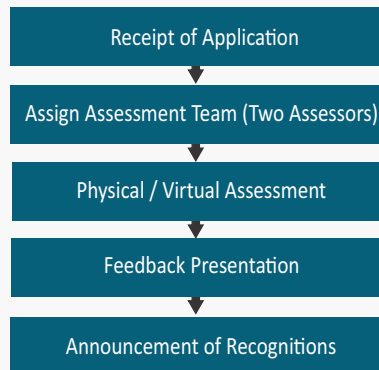 Receipt of Application
Assign Assessment Team (Two Assessors)
Physical / Virtual Assessment
Feedback Presentation
Announcement of Recognitions